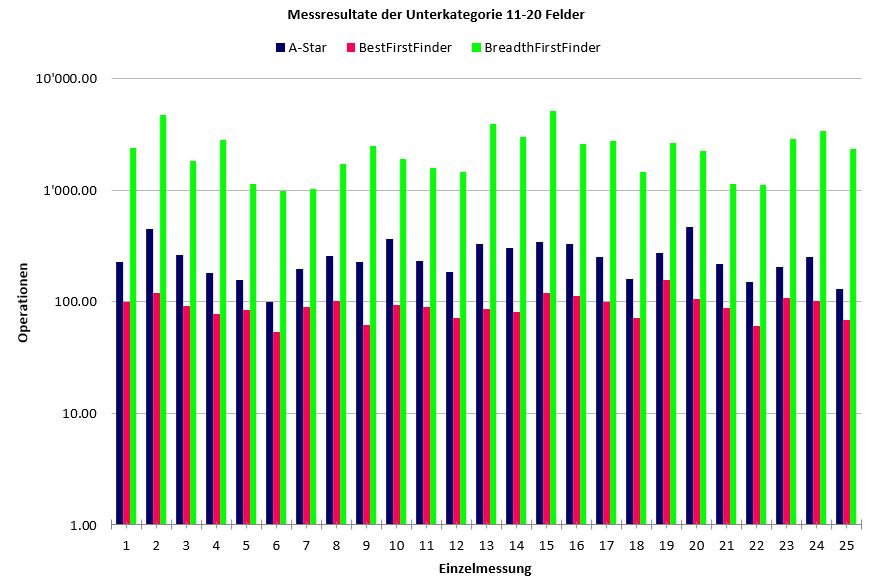 Messresultate der Unterkategorie 11-20 Felder
A-Star BestFirstFinder BreadthFirstFinder
10'000.00
1'000.00
100.00
10.00
1.00
Operationen
1 2 3 4 5 6 7 8 9 10 11 12 13 14 15 16 17 18 19 20 21 22 23 24 25
Einzelmessung